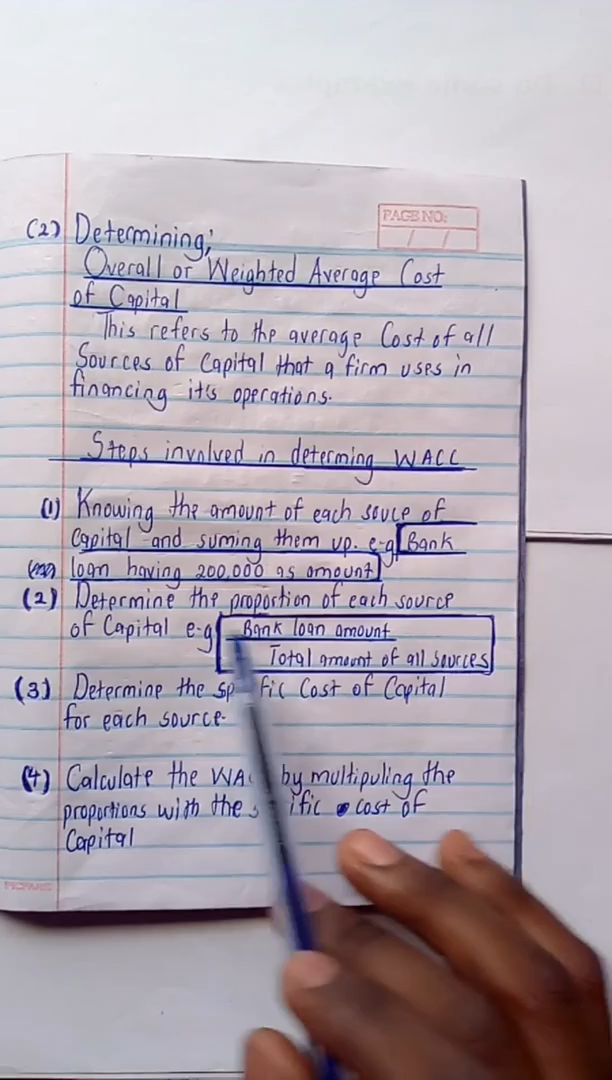 PAGE NO:
(2) Determining;
Overall or Weighted Average Cost
of Capital
This refers to the average Cost of all
Sources of Capital that a firm uses in
financing it's operations.
Steps involved in determing WACC
(1) Knowing the amount of each souce of
Capital and suming them up. e-g Bank
loan having 200,000 as amount
(2) Determine the proportion of each source
of Capital e-g Bank loan amount
Total amount of all sources
(3) Determine the Cost of Capital
for each source.
(4) Calculate the by multipuling the
proportions with the cost of
Capital